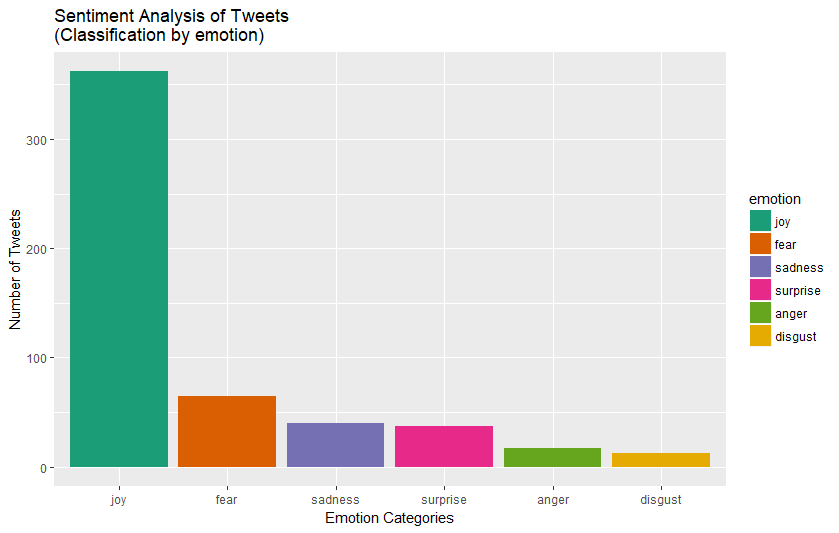 Sentiment Analysis of Tweets
(Classification by emotion)
Number of Tweets
300
200
100
0
joy
fear
sadness
surprise
anger
disgust
Emotion Categories
emotion
joy
fear
sadness
surprise
anger
disgust